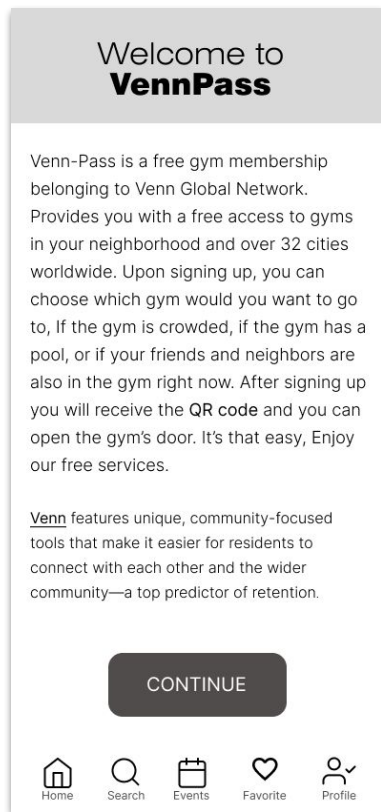 Welcome to
VennPass
Venn-Pass is a free gym membership
belonging to Venn Global Network.
Provides you with a free access to gyms
in your neighborhood and over 32 cities
worldwide. Upon signing up, you can
choose which gym would you want to go
to, If the gym is crowded, if the gym has a
pool, or if your friends and neighbors are
also in the gym right now. After signing up
you will receive the QR code and you can
open the gym's door. It's that easy, Enjoy
our free services.
Venn features unique, community-focused
tools that make it easier for residents to
connect with each other and the wider
community—a top predictor of retention.
CONTINUE
Home Search Events Favorite Profile